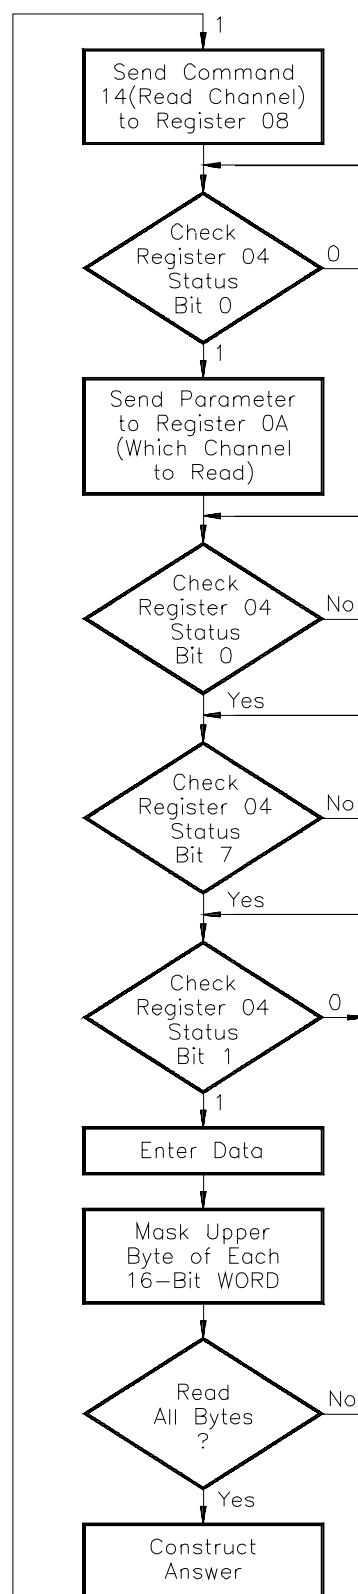 1
Send Command
14(Read Channel)
to Register 08
Check
Register 04
Status
Bit 0
0
1
Send Parameter
to Register 0A
(Which Channel
to Read)
Check
Register 04
Status
Bit 0
No
Yes
Check
Register 04
Status
Bit 7
No
Yes
Check
Register 04
Status
Bit 1
0
1
Enter Data
Mask Upper
Byte of Each
16-Bit WORD
Read
All Bytes
?
No
Yes
Construct
Answer